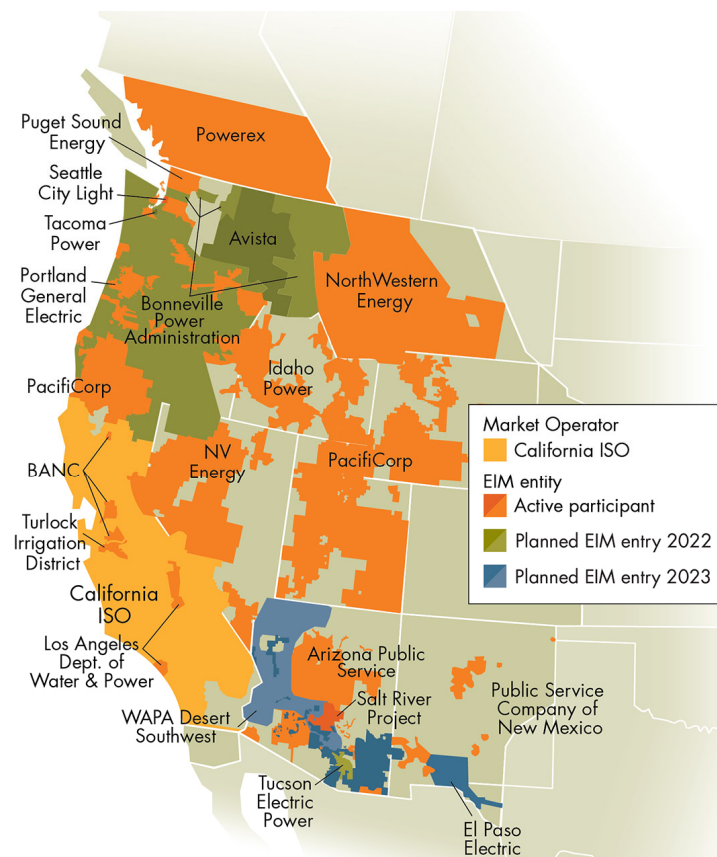 Powerex
Puget Sound
Energy
Seattle
City Light
Tacoma
Power
Avista
Portland
General
Electric
Bonneville
Power
Administration
NorthWestern
Energy
Idaho
Power
PacifiCorp
NV
Energy
PacifiCorp
BANC
Turlock
Irrigation
District
California
ISO
Los Angeles
Dept. of
Water & Power
Market Operator
California ISO
EIM entity
Active participant
Planned EIM entry 2022
Planned EIM entry 2023
Arizona Public
Service
Salt River
Project
Public Service
Company of
New Mexico
WAPA Desert
Southwest
Tucson
Electric
Power
El Paso
Electric